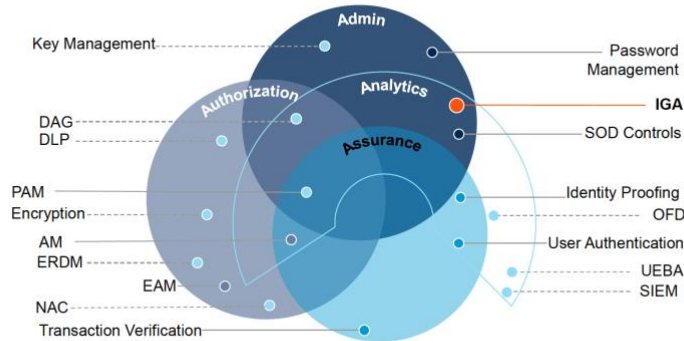 Admin
Key Management
Password
Management
Authorization
Analytics
IGA
DAG
DLP
SOD Controls
Assurance
PAM
Identity Proofing
Encryption
OFD
AM
User Authentication
ERDM
UEBA
EAM
SIEM
NAC
Transaction Verification